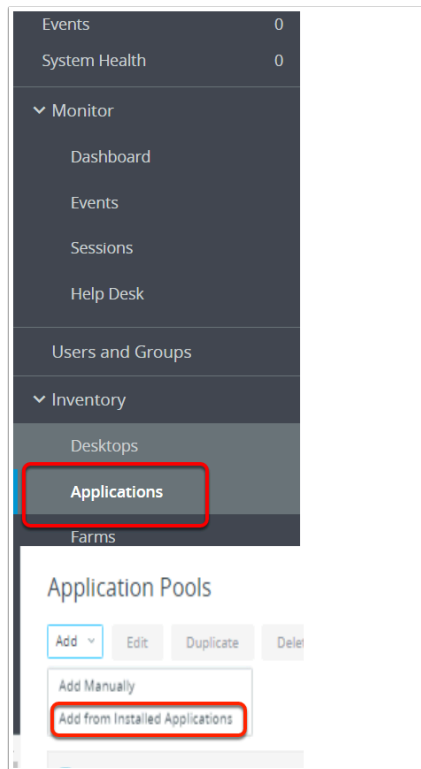 Events 0
System Health 0
Monitor
Dashboard
Events
Sessions
Help Desk
Users and Groups
Inventory
Desktops
Applications
Farms
Application Pools
Add Edit Duplicate
Add Manually
Add from Installed Applications